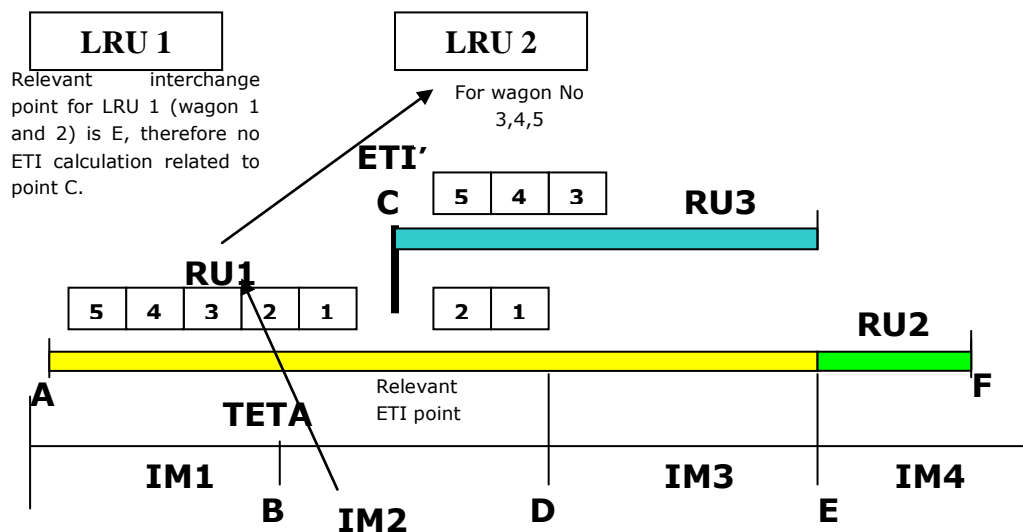 LRU 1
Relevant interchange
point for LRU 1 (wagon 1
and 2) is E, therefore no
ETI calculation related to
point C.
LRU 2
For wagon No
3,4,5
ETI’
C
5 4 3
RU3
RU1
5 4 3 2 1
2 1
RU2
A
F
Relevant
ETI point
TETA
IM1
IM3
IM4
B
IM2
D
E